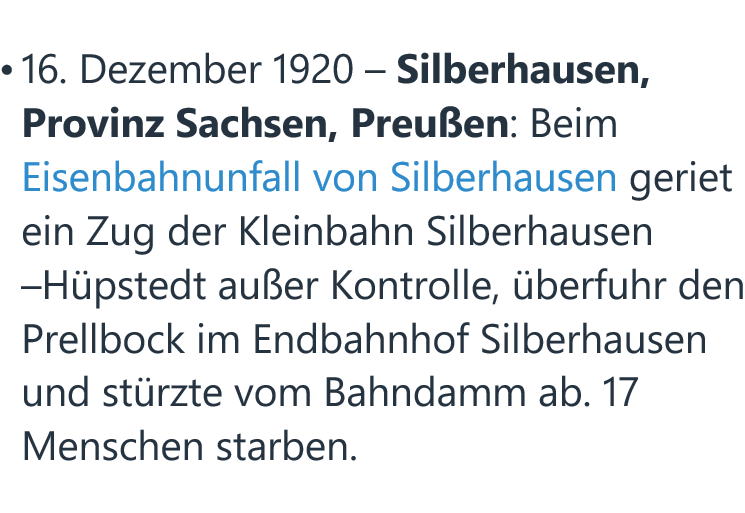 • 16. Dezember 1920 – Silberhausen,
Provinz Sachsen, Preußen: Beim
Eisenbahnunfall von Silberhausen geriet
ein Zug der Kleinbahn Silberhausen
–Hüpstedt außer Kontrolle, überfuhr den
Prellbock im Endbahnhof Silberhausen
und stürzte vom Bahndamm ab. 17
Menschen starben.